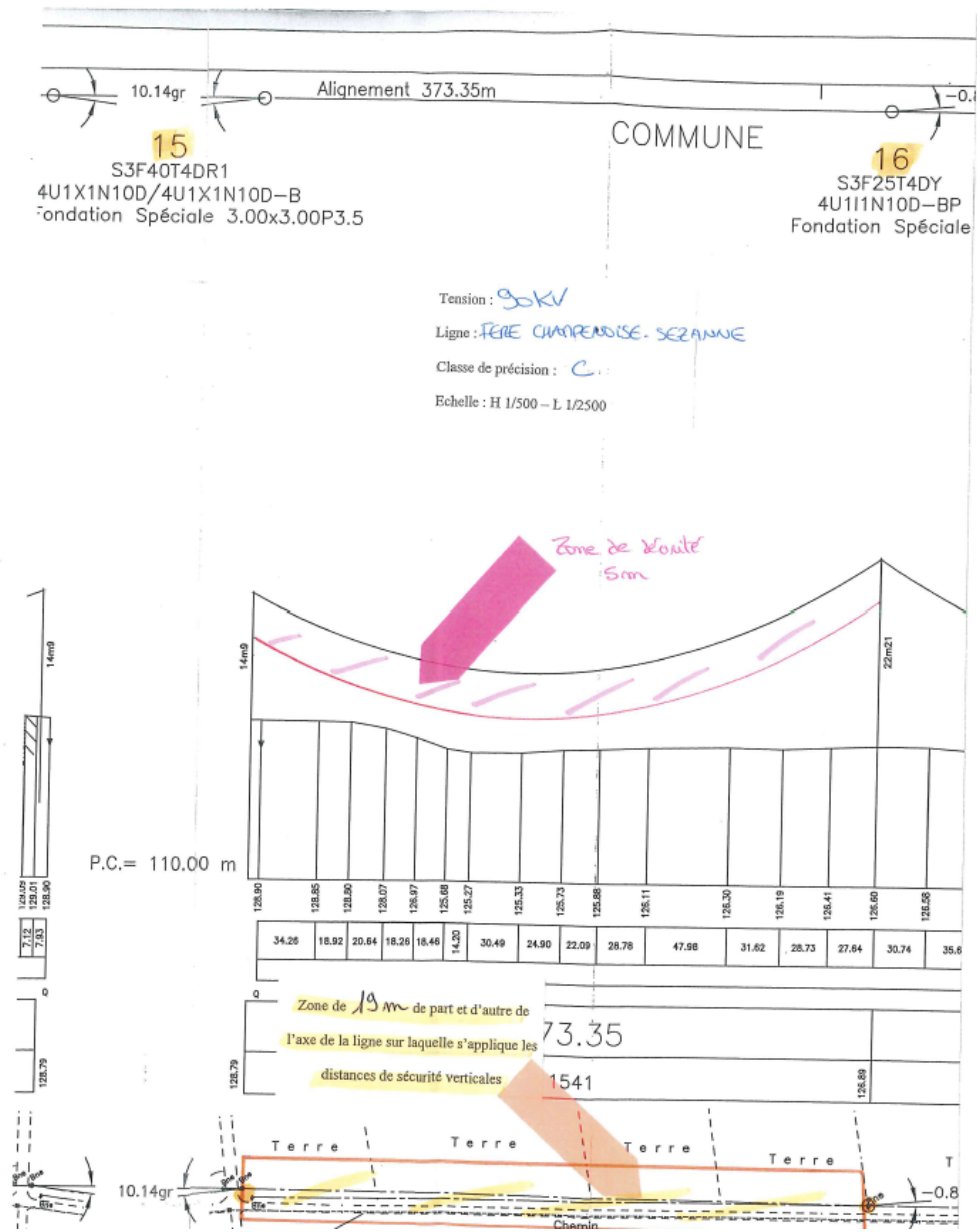 10.14gr
Alignement 373.35m
-0.8
COMMUNE
15
S3F40T4DR1
4U1X1N10D/4U1X1N10D-B
Fondation Spéciale 3.00x3.00P3.5
16
S3F25T4DY
4U1I1N10D-BP
Fondation Spéciale
Tension : 90KV
Ligne : FERE CHAMPENOISE - SEZANNE
Classe de précision : C
Echelle : H 1/500 – L 1/2500
Zone de sécurité
5m
14m9
14m9
22m21
P.C.= 110.00 m
129.01
128.90
128.90
128.85
128.80
128.07
126.97
125.68
125.27
125.33
125.73
125.88
126.11
126.30
126.19
126.41
126.60
126.58
7.12
7.93
34.26
18.92
20.64
18.26
18.46
14.20
30.49
24.90
22.09
28.78
47.98
31.62
28.73
27.64
30.74
35.6
Q
Q
Zone de 19 m de part et d'autre de
l'axe de la ligne sur laquelle s'applique les
distances de sécurité verticales
73.35
1541
128.79
128.79
126.89
Terre
Terre
Terre
Terre
T
10.14gr
-0.8
Chemin